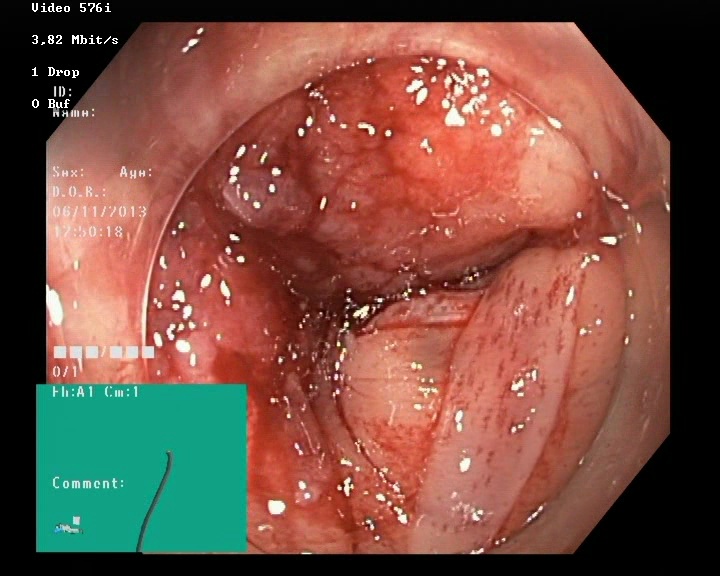 Video 576i
3,82 Mbit/s
1 Drop
ID:
0 Buf
Name:
Sex: Age:
D.O.B.:
06/11/2013
17:50:18
0/1
Eh:A1 Cm:1
Comment: